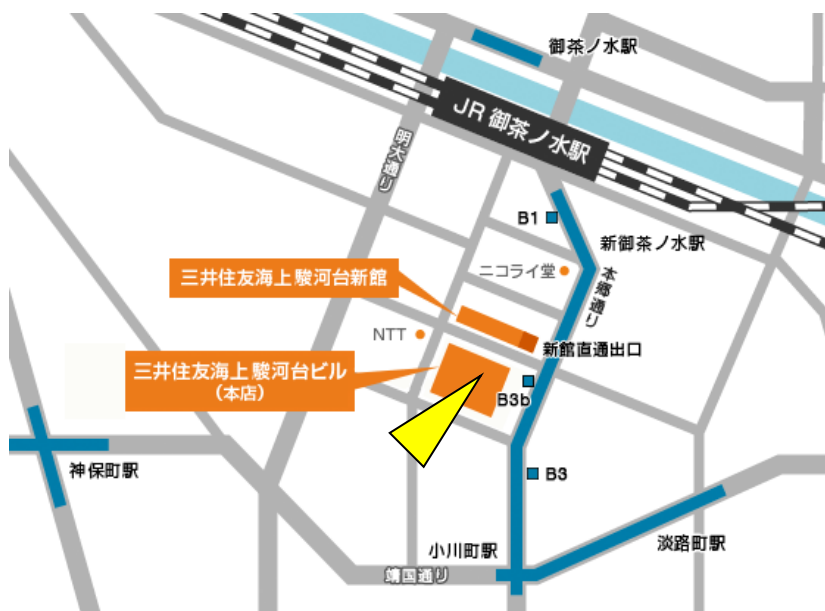 御茶ノ水駅
JR 御茶ノ水駅
明大通り
B1
新御茶ノ水駅
ニコライ堂
本郷通り
三井住友海上駿河台新館
NTT
新館直通出口
三井住友海上駿河台ビル
（本店）
B3b
神保町駅
B3
小川町駅
淡路町駅
靖国通り